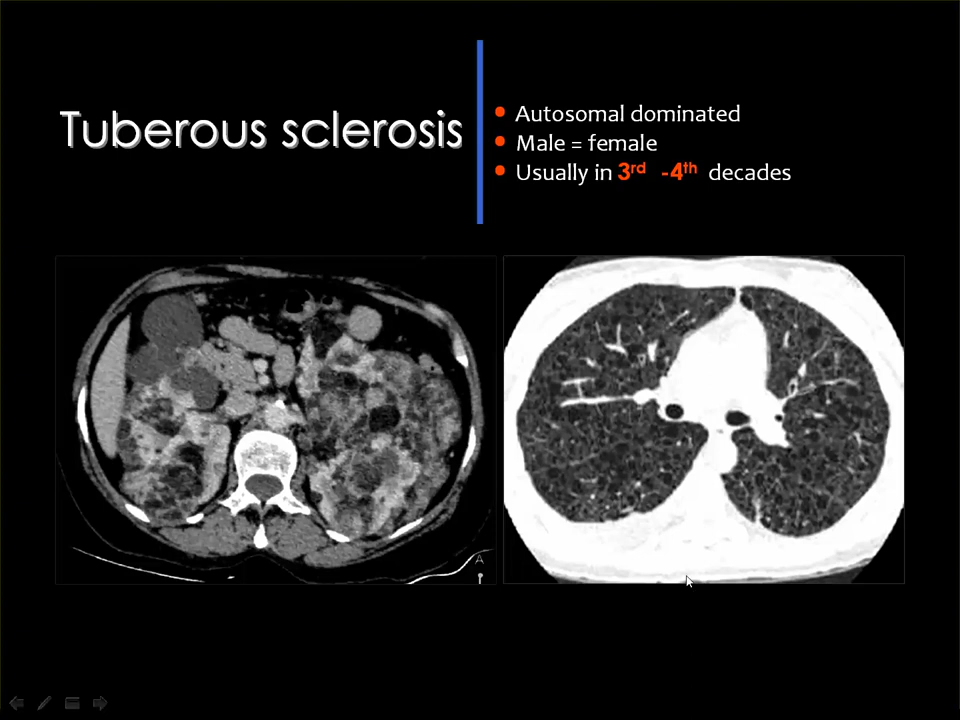 Tuberous sclerosis
Autosomal dominated
Male = female
Usually in 3rd -4th decades
A